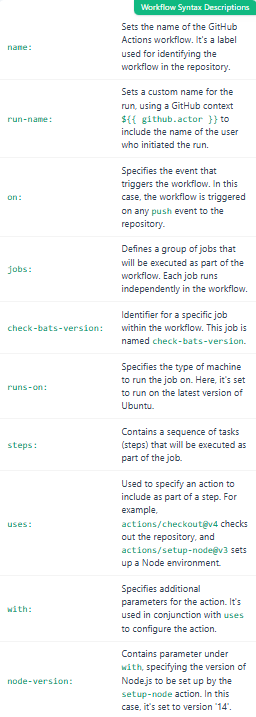 Workflow Syntax Descriptions
name:
Sets the name of the GitHub
Actions workflow. It's a label
used for identifying the
workflow in the repository.
run-name:
Sets a custom name for the
run, using a GitHub context
${{ github.actor }} to
include the name of the user
who initiated the run.
on:
Specifies the event that
triggers the workflow. In this
case, the workflow is triggered
on any push event to the
repository.
jobs:
Defines a group of jobs that
will be executed as part of the
workflow. Each job runs
independently in the workflow.
check-bats-version:
Identifier for a specific job
within the workflow. This job is
named check-bats-version.
runs-on:
Specifies the type of machine
to run the job on. Here, it's set
to run on the latest version of
Ubuntu.
steps:
Contains a sequence of tasks
(steps) that will be executed as
part of the job.
uses:
Used to specify an action to
include as part of a step. For
example,
actions/checkout@v4 checks
out the repository, and
actions/setup-node@v3 sets
up a Node environment.
with:
Specifies additional
parameters for the action. It's
used in conjunction with uses
to configure the action.
node-version:
Contains parameter under
with, specifying the version of
Node.js to be set up by the
setup-node action. In this
case, it's set to version '14'.